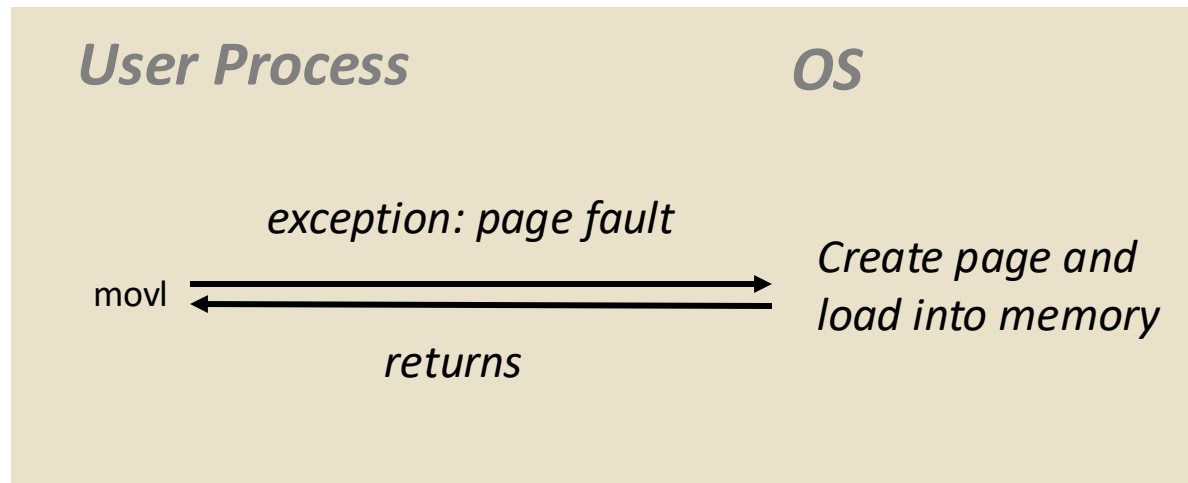 User Process
OS
exception: page fault
Create page and
load into memory
movl
returns